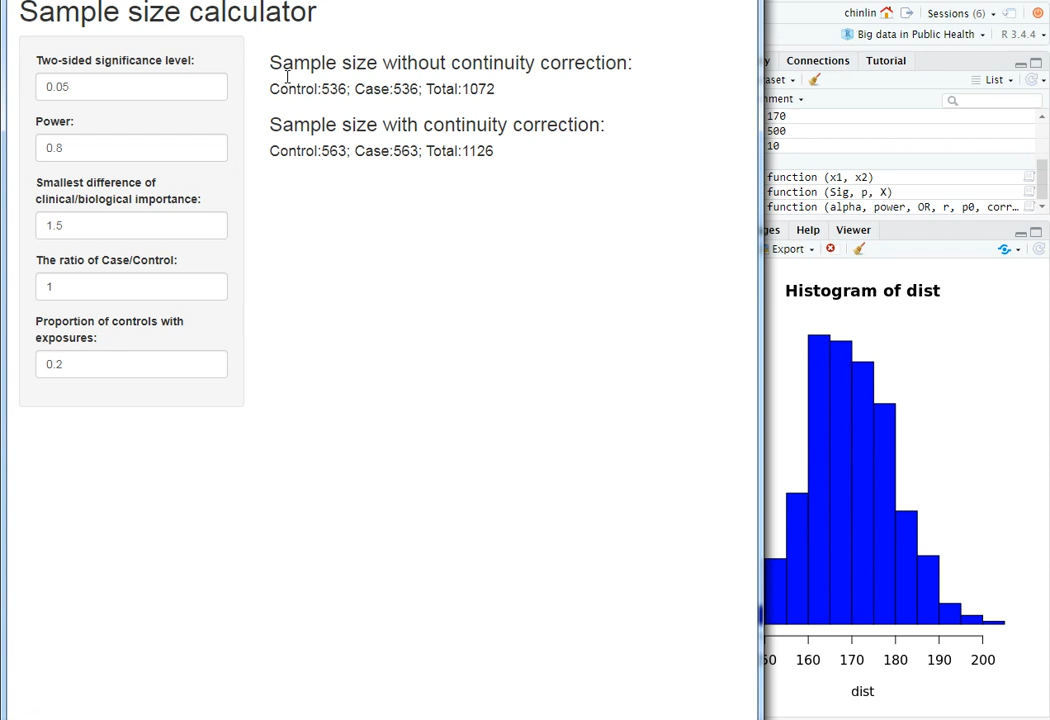 Sample size calculator
Two-sided significance level:
0.05
Power:
0.8
Smallest difference of
clinical/biological importance:
1.5
The ratio of Case/Control:
1
Proportion of controls with
exposures:
0.2
Sample size without continuity correction:
Control:536; Case:536; Total:1072
Sample size with continuity correction:
Control:563; Case:563; Total:1126
chinlin
Sessions (6)
Big data in Public Health
R 3.4.4
Connections
Tutorial
List
170
500
10
function (x1, x2)
function (Sig, p, X)
function (alpha, power, OR, r, p0, corr…
Help
Viewer
Export
Histogram of dist
160 170 180 190 200
dist